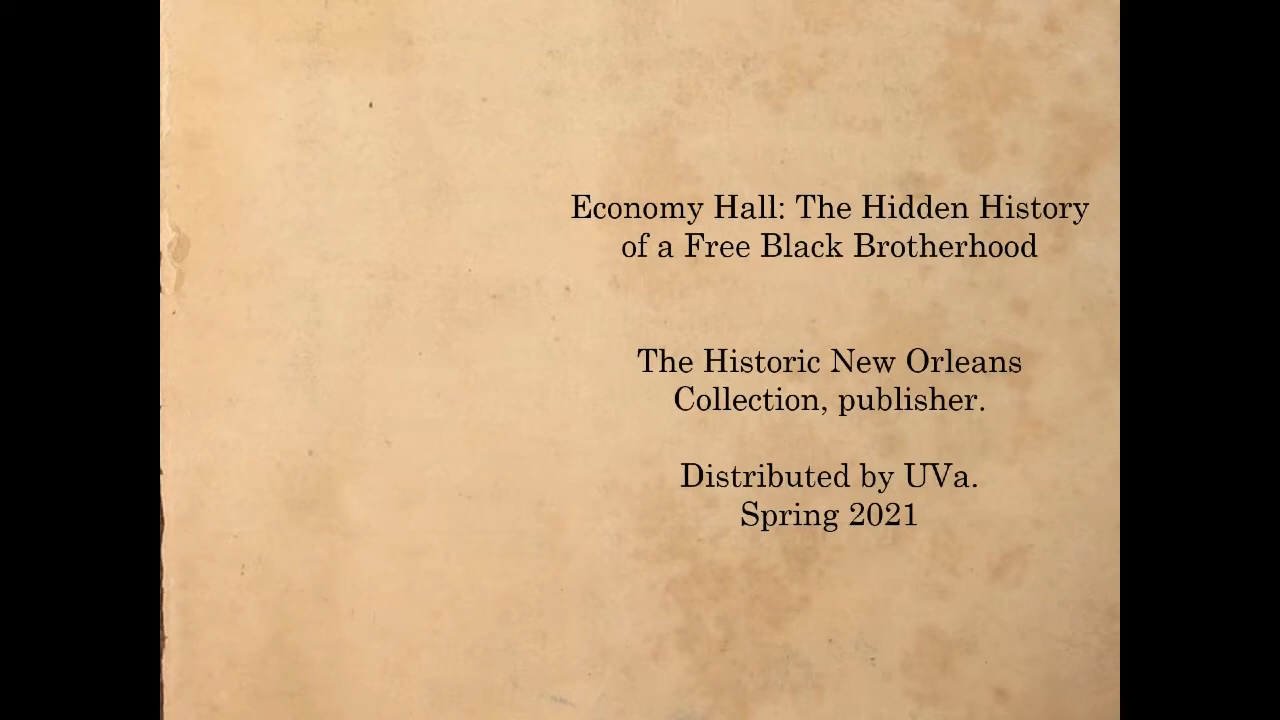 Economy Hall: The Hidden History
of a Free Black Brotherhood
The Historic New Orleans
Collection, publisher.
Distributed by UVa.
Spring 2021